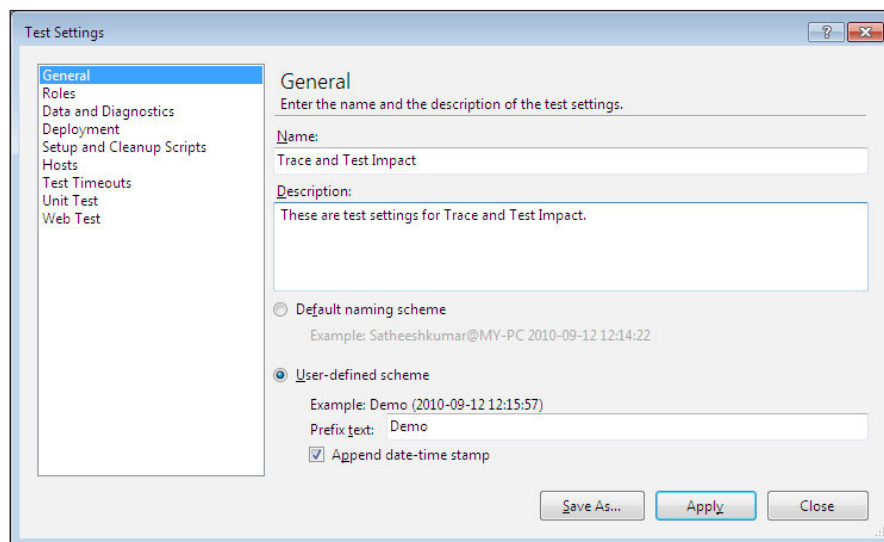 Test Settings
General
Roles
Data and Diagnostics
Deployment
Setup and Cleanup Scripts
Hosts
Test Timeouts
Unit Test
Web Test
General
Enter the name and the description of the test settings.
Name:
Trace and Test Impact
Description:
These are test settings for Trace and Test Impact.
Default naming scheme
Example: Satheeshkumar@MY-PC 2010-09-12 12:14:22
User-defined scheme
Example: Demo (2010-09-12 12:15:57)
Prefix text: Demo
Append date-time stamp
Save As... Apply Close